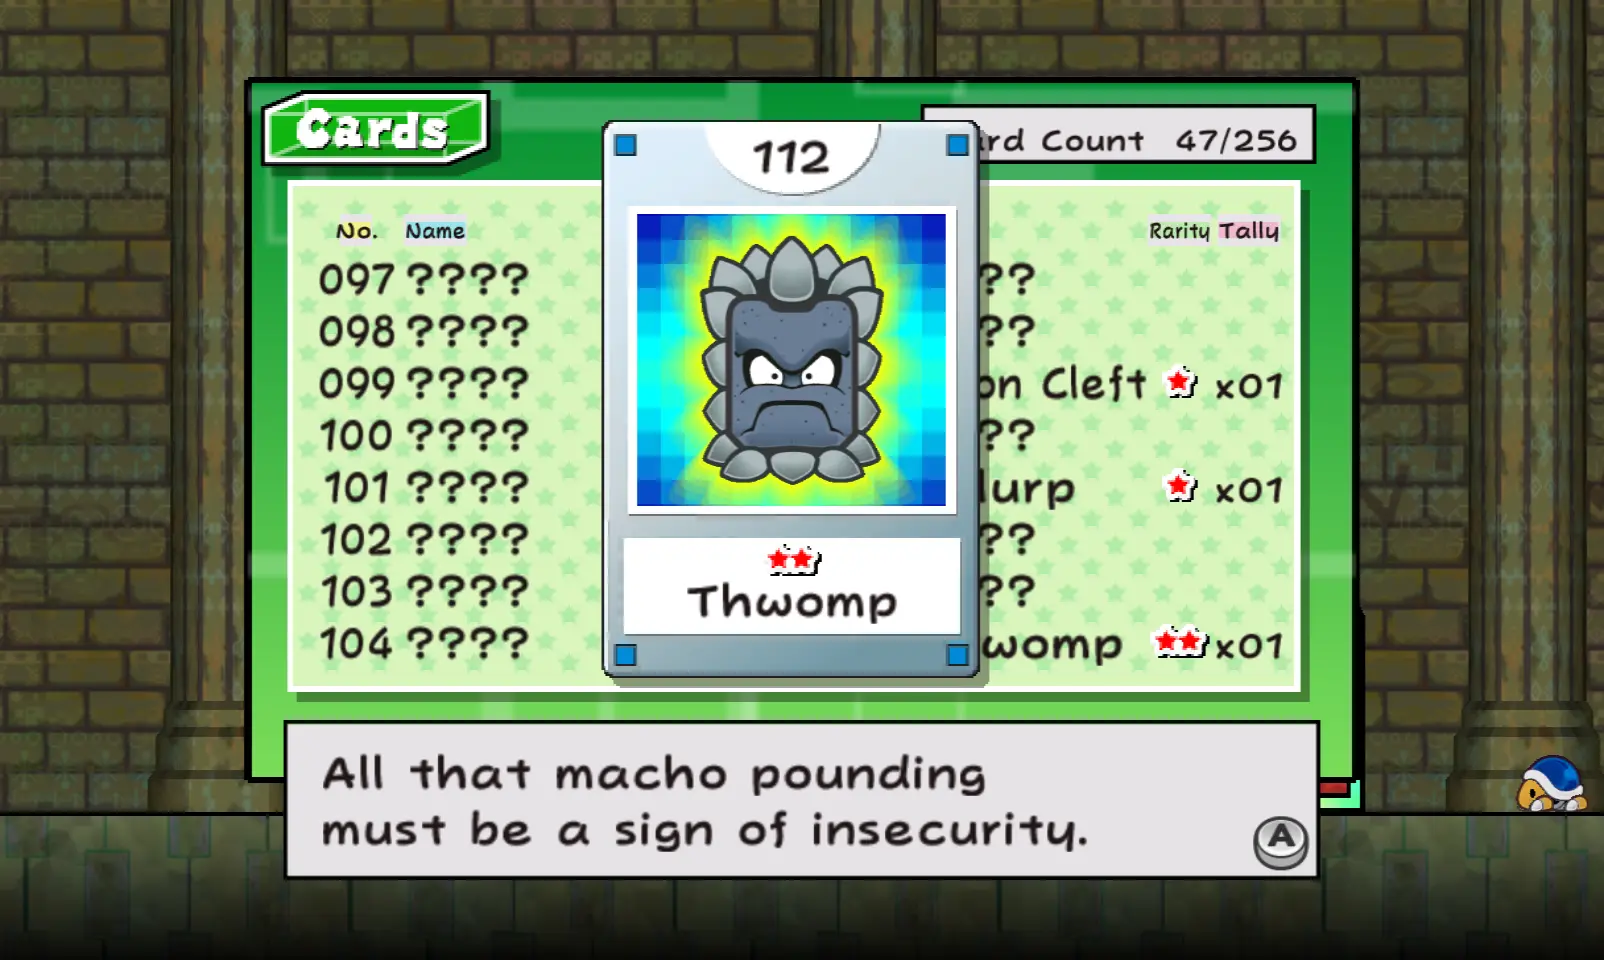 Cards
Card Count 47/256
112
No. Name
Rarity Tally
097 ????
098 ????
099 ????
100 ????
101 ????
102 ????
103 ????
104 ????
??
??
on Cleft x01
??
lurp x01
??
??
womp x01
Thwomp
All that macho pounding
must be a sign of insecurity.
A